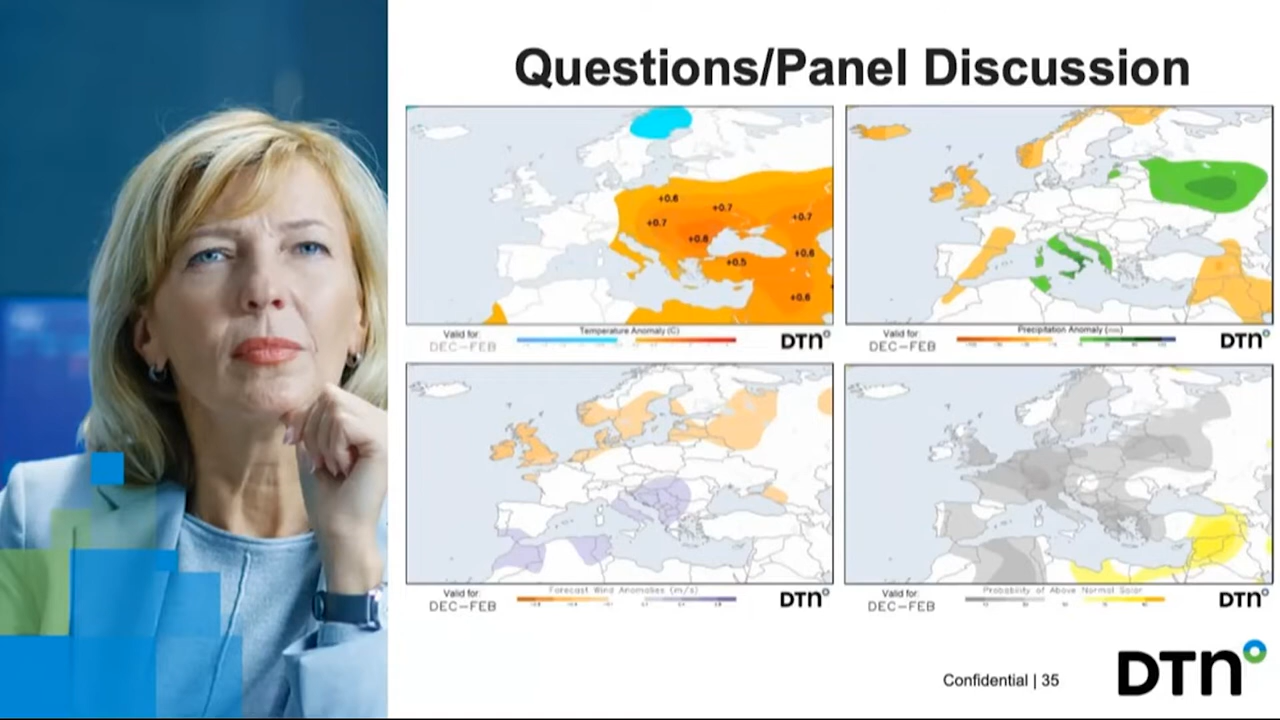 Questions/Panel Discussion
+0.6
+0.7
+0.7
+0.7
+0.8
+0.6
+0.5
+0.6
Valid for:
DEC-FEB
Temperature Anomaly (C)
DTN
Valid for:
DEC-FEB
Precipitation Anomaly (mm)
DTN
Valid for:
DEC-FEB
Forecast Wind Anomalies (m/s)
DTN
Valid for:
DEC-FEB
Probability of Above Normal Solar
DTN
Confidential | 35
DTN